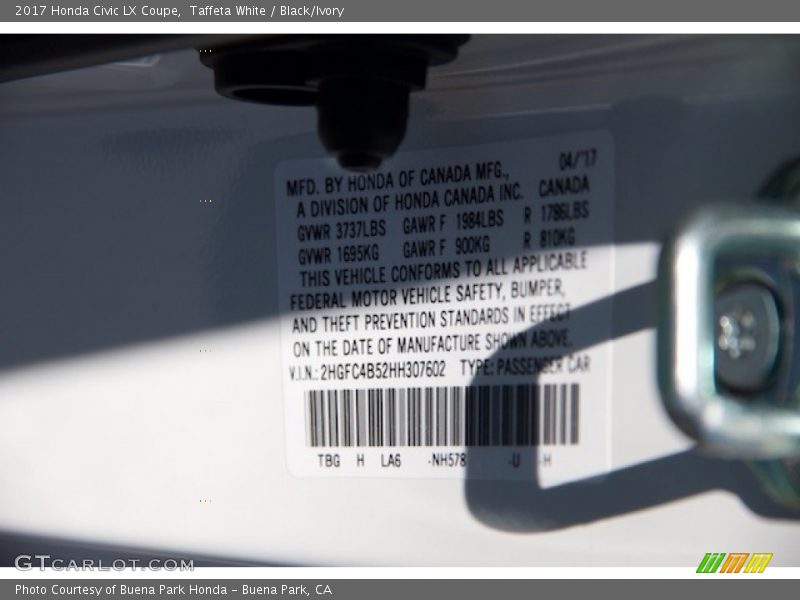 2017 Honda Civic LX Coupe,  Taffeta White / Black/Ivory
04/'17
MFD. BY HONDA OF CANADA MFG.,
A DIVISION OF HONDA CANADA INC. CANADA
GVWR 3737LBS GAWR F 1984LBS R 1786LBS
GVWR 1695KG GAWR F 900KG R 810KG
THIS VEHICLE CONFORMS TO ALL APPLICABLE
FEDERAL MOTOR VEHICLE SAFETY, BUMPER,
AND THEFT PREVENTION STANDARDS IN EFFECT
ON THE DATE OF MANUFACTURE SHOWN ABOVE.
V.I.N.: 2HGFC4B52HH307602 TYPE: PASSENGER CAR
TBG H LA6 -NH578 -U -H
GTCARLOT.COM
Photo Courtesy of Buena Park Honda - Buena Park, CA